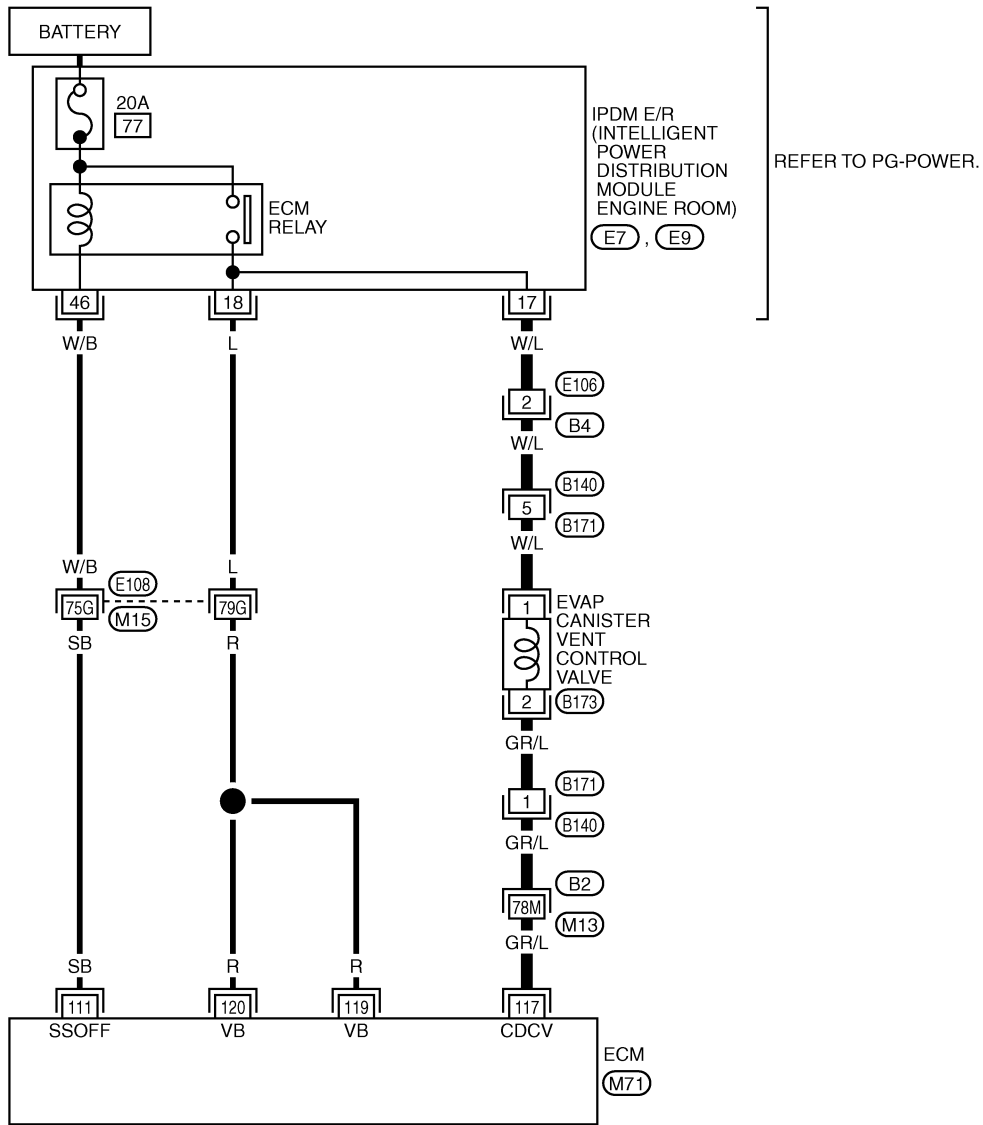 BATTERY
20A
77
IPDM E/R
(INTELLIGENT
POWER
DISTRIBUTION
MODULE
ENGINE ROOM)
E7 , E9
REFER TO PG-POWER.
ECM
RELAY
46
18
17
W/B
L
W/L
2
E106
B4
W/L
5
B140
B171
W/L
W/B
L
75G
E108
M15
79G
SB
R
1
EVAP
CANISTER
VENT
CONTROL
VALVE
2
B173
GR/L
1
B171
B140
GR/L
78M
B2
M13
GR/L
SB
R
R
111
120
119
117
SSOFF
VB
VB
CDCV
ECM
M71